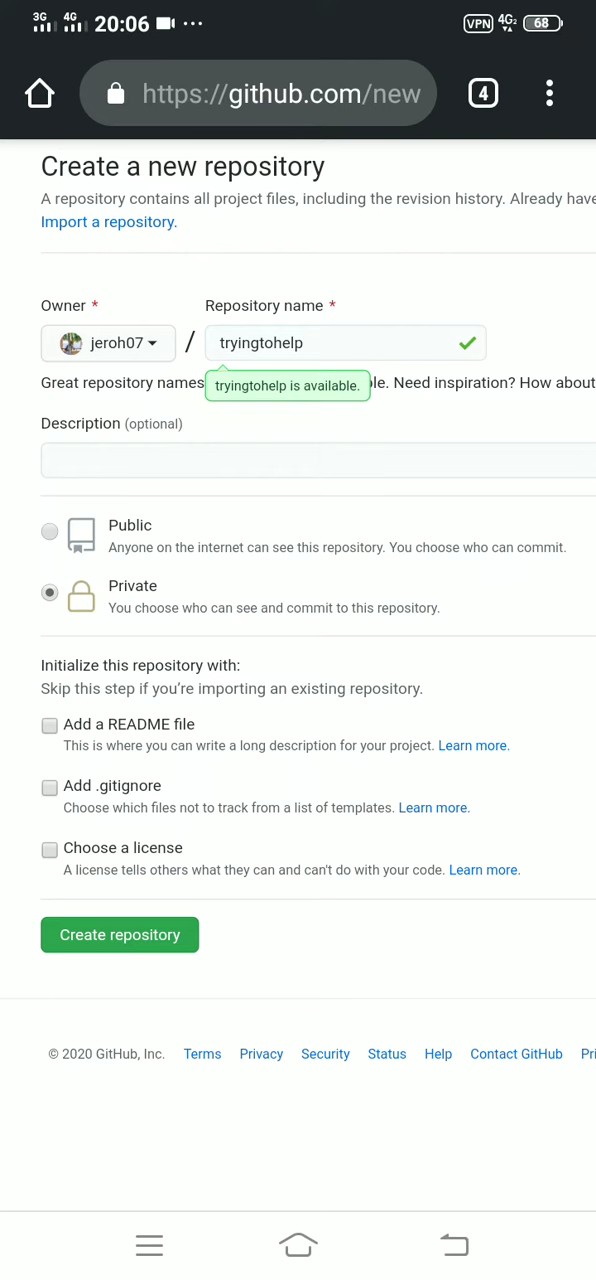 3G 4G 20:06 ... VPN 4G2 68
https://github.com/new 4
Create a new repository
A repository contains all project files, including the revision history. Already have
Import a repository.
Owner * Repository name *
jeroh07 / tryingtohelp
Great repository names le. Need inspiration? How about
tryingtohelp is available.
Description (optional)
Public
Anyone on the internet can see this repository. You choose who can commit.
Private
You choose who can see and commit to this repository.
Initialize this repository with:
Skip this step if you're importing an existing repository.
Add a README file
This is where you can write a long description for your project. Learn more.
Add .gitignore
Choose which files not to track from a list of templates. Learn more.
Choose a license
A license tells others what they can and can't do with your code. Learn more.
Create repository
© 2020 GitHub, Inc. Terms Privacy Security Status Help Contact GitHub Pri